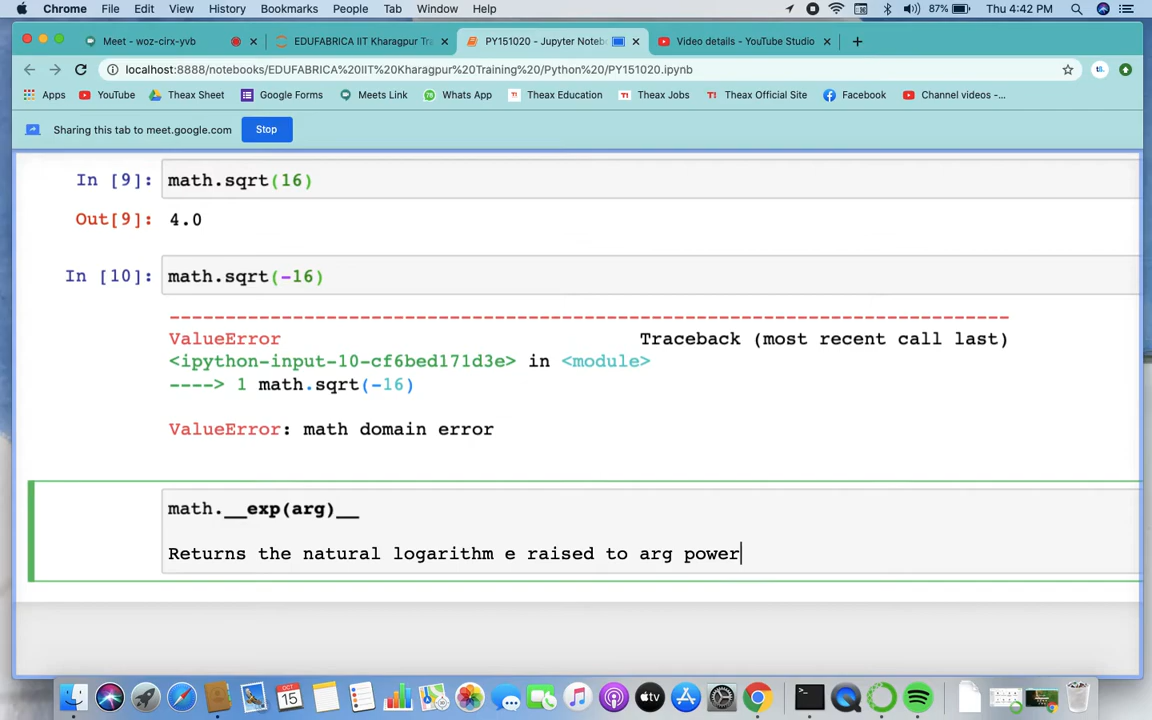 Chrome File Edit View History Bookmarks People Tab Window Help 87% Thu 4:42 PM
Meet - woz-cirx-yvb EDUFABRICA IIT Kharagpur Tra PY151020 - Jupyter Noteb Video details - YouTube Studio
localhost:8888/notebooks/EDUFABRICA%20IIT%20Kharagpur%20Training%20/Python%20/PY151020.ipynb
Apps YouTube Theax Sheet Google Forms Meets Link Whats App Theax Education Theax Jobs Theax Official Site Facebook Channel videos -...
Sharing this tab to meet.google.com Stop
In [9]: math.sqrt(16)
Out[9]: 4.0
In [10]: math.sqrt(-16)
---------------------------------------------------------------------------
ValueError Traceback (most recent call last)
<ipython-input-10-cf6bed171d3e> in <module>
----> 1 math.sqrt(-16)
ValueError: math domain error
math.__exp(arg)__
Returns the natural logarithm e raised to arg power